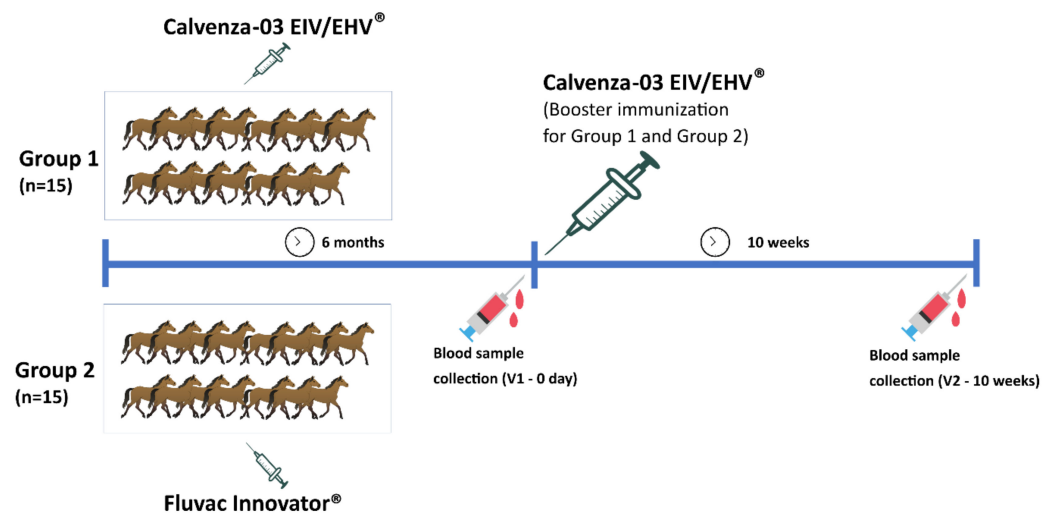 Calvenza-03 EIV/EHV®
Calvenza-03 EIV/EHV®
(Booster immunization
for Group 1 and Group 2)
Group 1
(n=15)
6 months
10 weeks
Group 2
(n=15)
Blood sample
collection (V1 - 0 day)
Blood sample
collection (V2 - 10 weeks)
Fluvac Innovator®